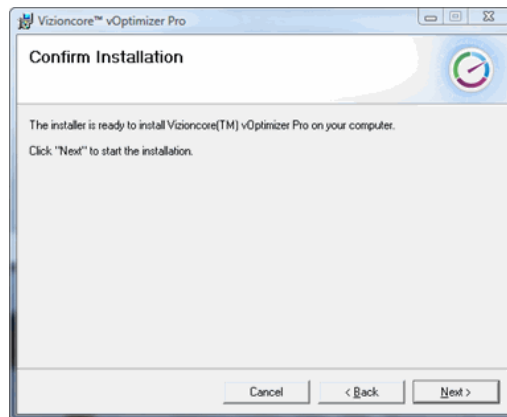 Vizioncore™ vOptimizer Pro
Confirm Installation
The installer is ready to install Vizioncore(TM) vOptimizer Pro on your computer.
Click "Next" to start the installation.
Cancel
< Back
Next >